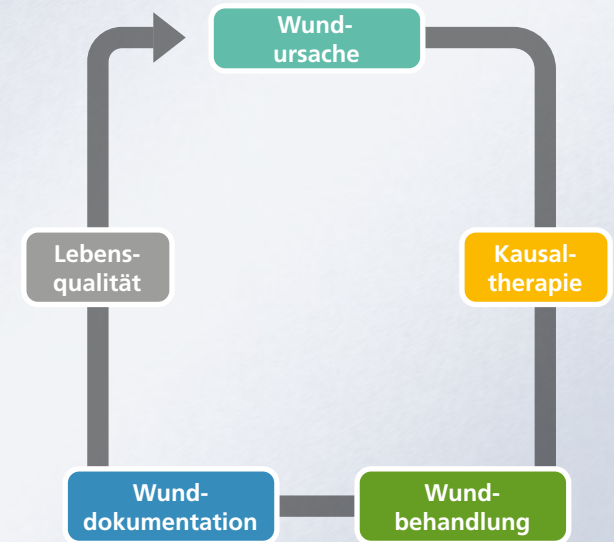 Wund-
ursache
Kausal-
therapie
Wund-
behandlung
Wund-
dokumentation
Lebens-
qualität